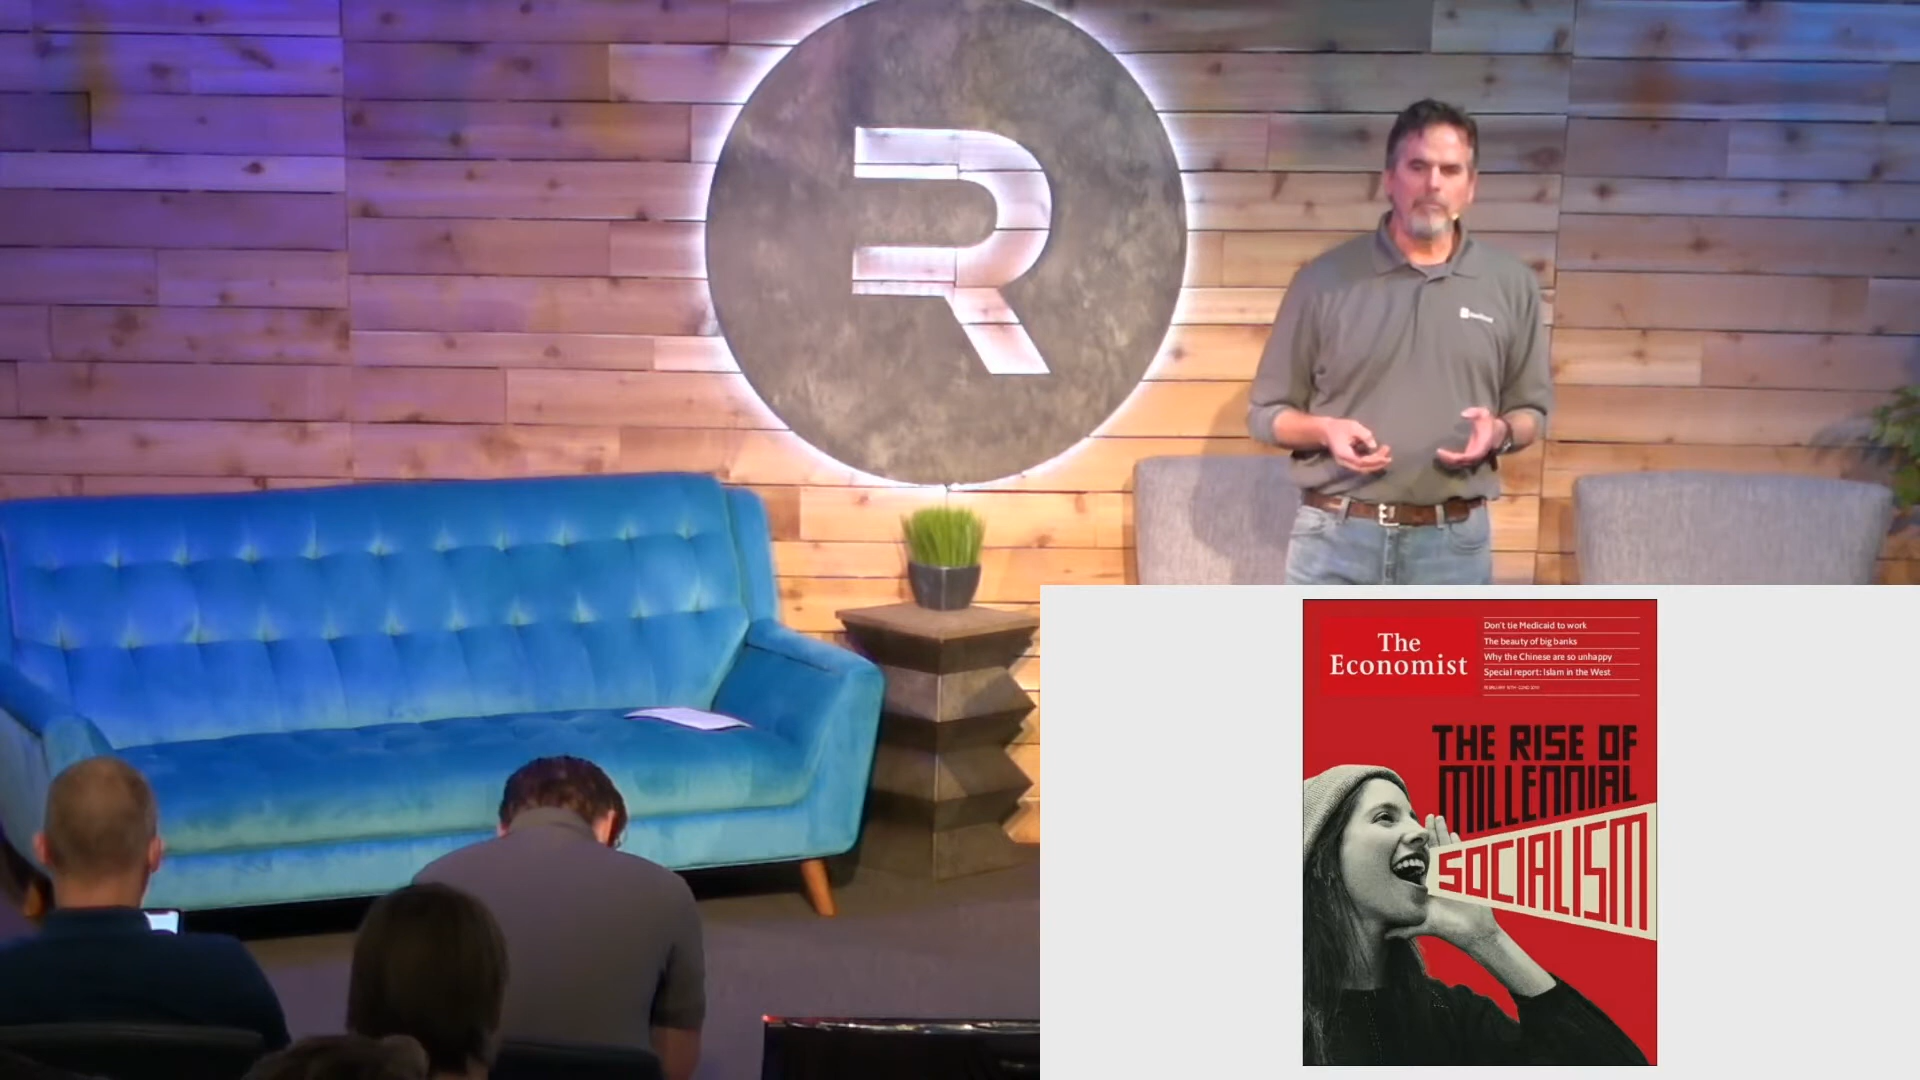 R
The
Economist
Don't tie Medicaid to work
The beauty of big banks
Why the Chinese are so unhappy
Special report: Islam in the West
THE RISE OF
MILLENNIAL
SOCIALISM